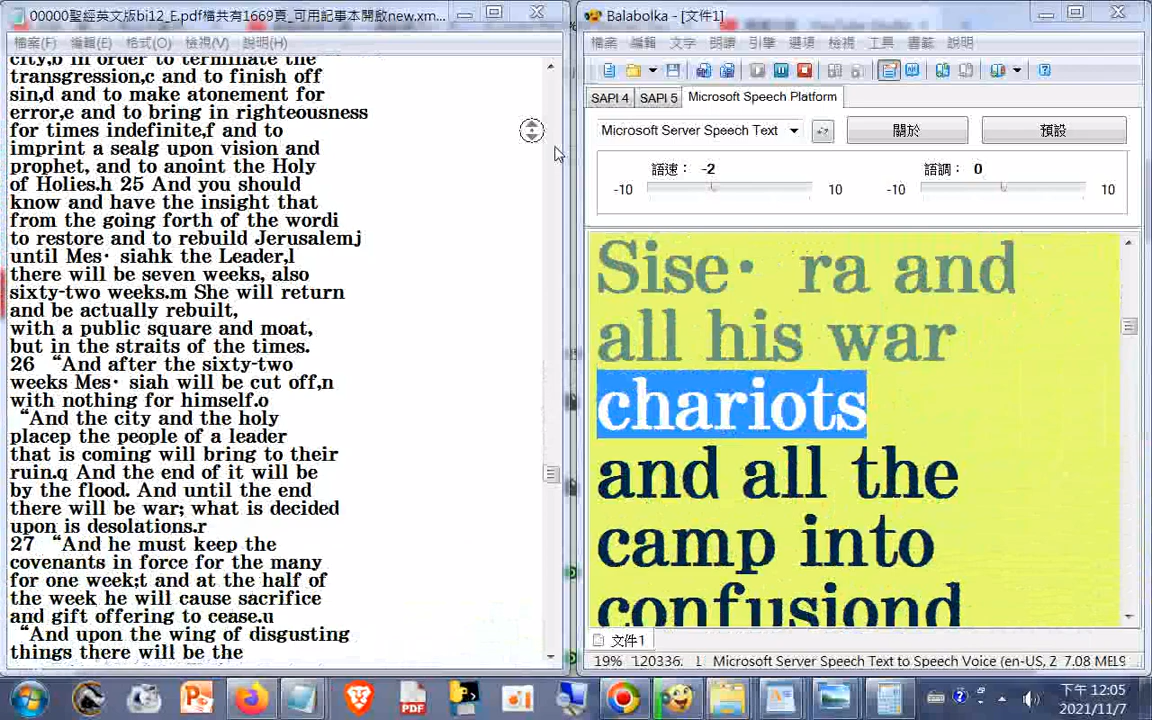 00000聖經英文版bi12_E.pdf檔共有1669頁_可用記事本開啟new.xm...
檔案(F) 編輯(E) 格式(O) 檢視(V) 說明(H)
city,b in order to terminate the
transgression,c and to finish off
sin,d and to make atonement for
error,e and to bring in righteousness
for times indefinite,f and to
imprint a sealg upon vision and
prophet, and to anoint the Holy
of Holies.h 25 And you should
know and have the insight that
from the going forth of the wordi
to restore and to rebuild Jerusalemj
until Mes· siahk the Leader,l
there will be seven weeks, also
sixty-two weeks.m She will return
and be actually rebuilt,
with a public square and moat,
but in the straits of the times.
26 “And after the sixty-two
weeks Mes· siah will be cut off,n
with nothing for himself.o
“And the city and the holy
placep the people of a leader
that is coming will bring to their
ruin.q And the end of it will be
by the flood. And until the end
there will be war; what is decided
upon is desolations.r
27 “And he must keep the
covenants in force for the many
for one week;t and at the half of
the week he will cause sacrifice
and gift offering to cease.u
“And upon the wing of disgusting
things there will be the
Balabolka - [文件1]
檔案 編輯 文字 朗讀 引擎 選項 檢視 工具 書籤 說明
SAPI 4 SAPI 5 Microsoft Speech Platform
Microsoft Server Speech Text 關於 預設
語速： -2 語調： 0
-10 10 -10 10
Sise· ra and
all his war
chariots
and all the
camp into
confusiond
文件1
19% Microsoft Server Speech Text to Speech Voice (en-US, 2 7.08
PDF
下午 12:05
2021/11/7